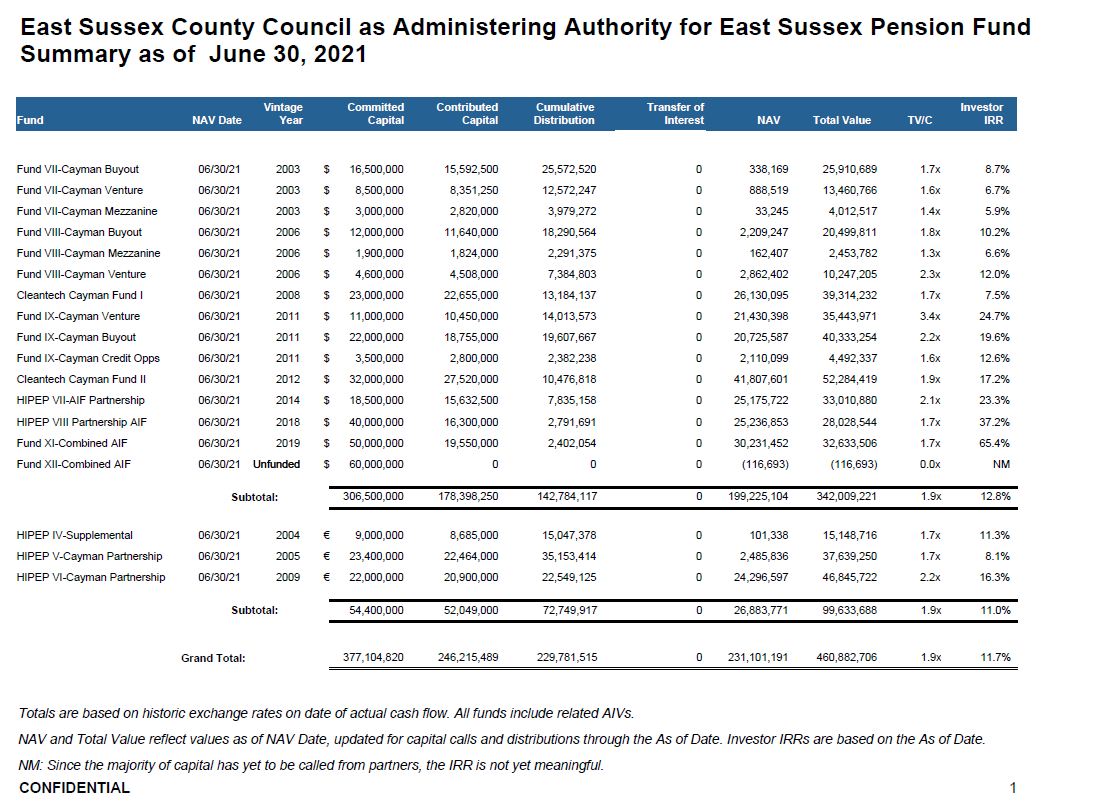 East Sussex County Council as Administering Authority for East Sussex Pension Fund
Summary as of June 30, 2021
Fund NAV Date Vintage Year Committed Capital Contributed Capital Cumulative Distribution Transfer of Interest NAV Total Value TV/C Investor IRR
Fund VII-Cayman Buyout 06/30/21 2003 $ 16,500,000 15,592,500 25,572,520 0 338,169 25,910,689 1.7x 8.7%
Fund VII-Cayman Venture 06/30/21 2003 $ 8,500,000 8,351,250 12,572,247 0 888,519 13,460,766 1.6x 6.7%
Fund VII-Cayman Mezzanine 06/30/21 2003 $ 3,000,000 2,820,000 3,979,272 0 33,245 4,012,517 1.4x 5.9%
Fund VIII-Cayman Buyout 06/30/21 2006 $ 12,000,000 11,640,000 18,290,564 0 2,209,247 20,499,811 1.8x 10.2%
Fund VIII-Cayman Mezzanine 06/30/21 2006 $ 1,900,000 1,824,000 2,291,375 0 162,407 2,453,782 1.3x 6.6%
Fund VIII-Cayman Venture 06/30/21 2006 $ 4,600,000 4,508,000 7,384,803 0 2,862,402 10,247,205 2.3x 12.0%
Cleantech Cayman Fund I 06/30/21 2008 $ 23,000,000 22,655,000 13,184,137 0 26,130,095 39,314,232 1.7x 7.5%
Fund IX-Cayman Venture 06/30/21 2011 $ 11,000,000 10,450,000 14,013,573 0 21,430,398 35,443,971 3.4x 24.7%
Fund IX-Cayman Buyout 06/30/21 2011 $ 22,000,000 18,755,000 19,607,667 0 20,725,587 40,333,254 2.2x 19.6%
Fund IX-Cayman Credit Opps 06/30/21 2011 $ 3,500,000 2,800,000 2,382,238 0 2,110,099 4,492,337 1.6x 12.6%
Cleantech Cayman Fund II 06/30/21 2012 $ 32,000,000 27,520,000 10,476,818 0 41,807,601 52,284,419 1.9x 17.2%
HIPEP VII-AIF Partnership 06/30/21 2014 $ 18,500,000 15,632,500 7,835,158 0 25,175,722 33,010,880 2.1x 23.3%
HIPEP VIII Partnership AIF 06/30/21 2018 $ 40,000,000 16,300,000 2,791,691 0 25,236,853 28,028,544 1.7x 37.2%
Fund XI-Combined AIF 06/30/21 2019 $ 50,000,000 19,550,000 2,402,054 0 30,231,452 32,633,506 1.7x 65.4%
Fund XII-Combined AIF 06/30/21 Unfunded $ 60,000,000 0 0 0 (116,693) (116,693) 0.0x NM
Subtotal: 306,500,000 178,398,250 142,784,117 0 199,225,104 342,009,221 1.9x 12.8%
HIPEP IV-Supplemental 06/30/21 2004 € 9,000,000 8,685,000 15,047,378 0 101,338 15,148,716 1.7x 11.3%
HIPEP V-Cayman Partnership 06/30/21 2005 € 23,400,000 22,464,000 35,153,414 0 2,485,836 37,639,250 1.7x 8.1%
HIPEP VI-Cayman Partnership 06/30/21 2009 € 22,000,000 20,900,000 22,549,125 0 24,296,597 46,845,722 2.2x 16.3%
Subtotal: 54,400,000 52,049,000 72,749,917 0 26,883,771 99,633,688 1.9x 11.0%
Grand Total: 377,104,820 246,215,489 229,781,515 0 231,101,191 460,882,706 1.9x 11.7%
Totals are based on historic exchange rates on date of actual cash flow. All funds include related AIVs.
NAV and Total Value reflect values as of NAV Date, updated for capital calls and distributions through the As of Date. Investor IRRs are based on the As of Date.
NM: Since the majority of capital has yet to be called from partners, the IRR is not yet meaningful.
CONFIDENTIAL 1